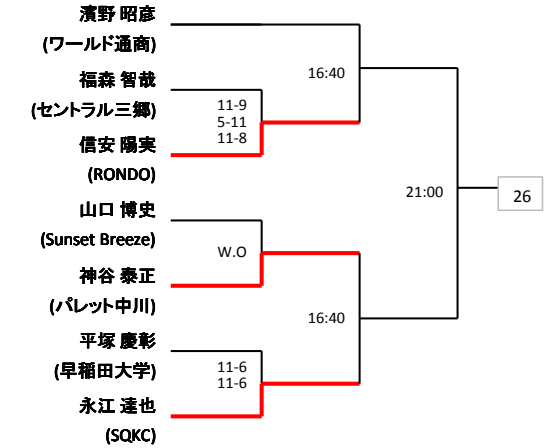 濱野 昭彦
(ワールド通商)
16:40
福森 智哉
(セントラル三郷)
11-9
5-11
11-8
信安 陽実
(RONDO)
21:00
26
山口 博史
(Sunset Breeze)
W.O
神谷 泰正
(パレット中川)
16:40
平塚 慶彰
(早稲田大学)
11-6
11-6
永江 達也
(SQKC)